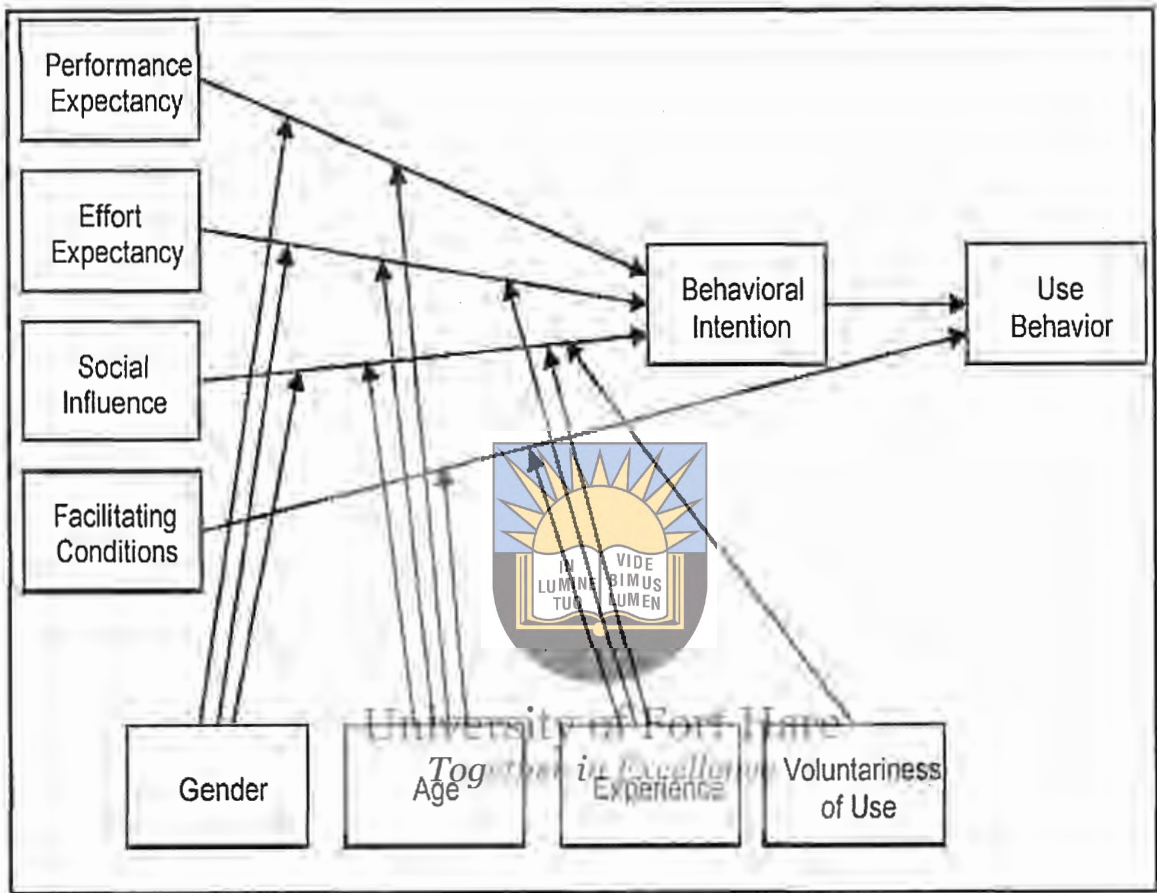 Performance
Expectancy
Effort
Expectancy
Social
Influence
Facilitating
Conditions
Behavioral
Intention
Use
Behavior
IN
LUMINE
TUO
VIDE
BIMUS
LUMEN
University of Fort Hare
Together in Excellence
Gender
Age
Experience
Voluntariness
of Use